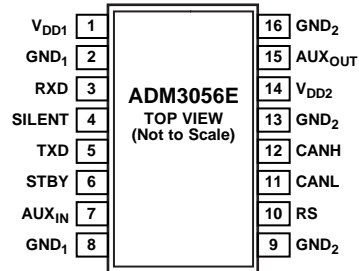 VDD1 1
GND1 2
RXD 3
SILENT 4
TXD 5
STBY 6
AUXIN 7
GND1 8
ADM3056E
TOP VIEW
(Not to Scale)
16 GND2
15 AUXOUT
14 VDD2
13 GND2
12 CANH
11 CANL
10 RS
9 GND2